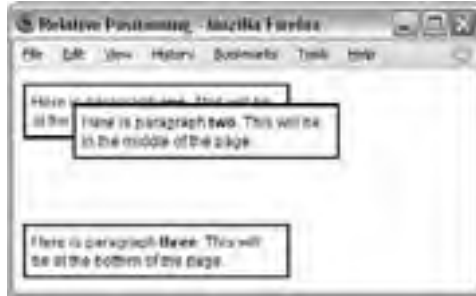 Relative Positioning - Mozilla Firefox
File Edit View History Bookmarks Tools Help
Here is paragraph one. This will be
at the
Here is paragraph two. This will be
in the middle of the page.
Here is paragraph three. This will
be at the bottom of the page.